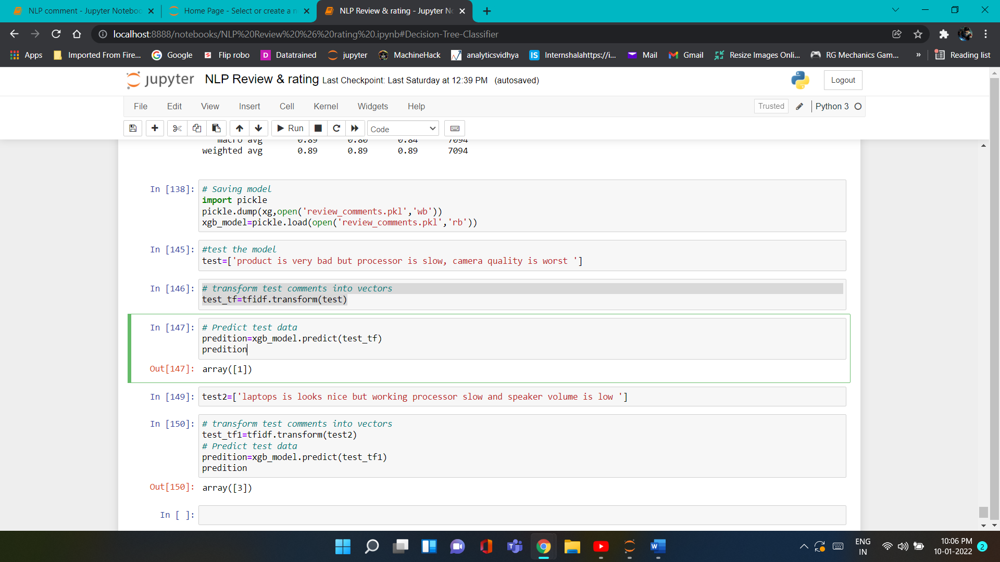 NLP comment - Jupyter Noteboo
Home Page - Select or create a n
NLP Review & rating - Jupyter No
localhost:8888/notebooks/NLP%20Review%20%26%20rating%20.ipynb#Decision-Tree-Classifier
Apps
Imported From Fire...
Google
Flip robo
Datatrained
jupyter
MachineHack
analyticsvidhya
Internshalahttps://i...
Mail
Gmail
Resize Images Onli...
RG Mechanics Gam...
»
Reading list
jupyter NLP Review & rating Last Checkpoint: Last Saturday at 12:39 PM (autosaved)
Logout
File Edit View Insert Cell Kernel Widgets Help
Trusted
Python 3
Run
Code
macro avg 0.89 0.80 0.84 7094
weighted avg 0.89 0.89 0.89 7094
In [138]: # Saving model
import pickle
pickle.dump(xg,open('review_comments.pkl','wb'))
xgb_model=pickle.load(open('review_comments.pkl','rb'))
In [145]: #test the model
test=['product is very bad but processor is slow, camera quality is worst ']
In [146]: # transform test comments into vectors
test_tf=tfidf.transform(test)
In [147]: # Predict test data
predition=xgb_model.predict(test_tf)
predition
Out[147]: array([1])
In [149]: test2=['laptops is looks nice but working processor slow and speaker volume is low ']
In [150]: # transform test comments into vectors
test_tf1=tfidf.transform(test2)
# Predict test data
predition=xgb_model.predict(test_tf1)
predition
Out[150]: array([3])
In [ ]:
ENG
IN
10:06 PM
10-01-2022
2